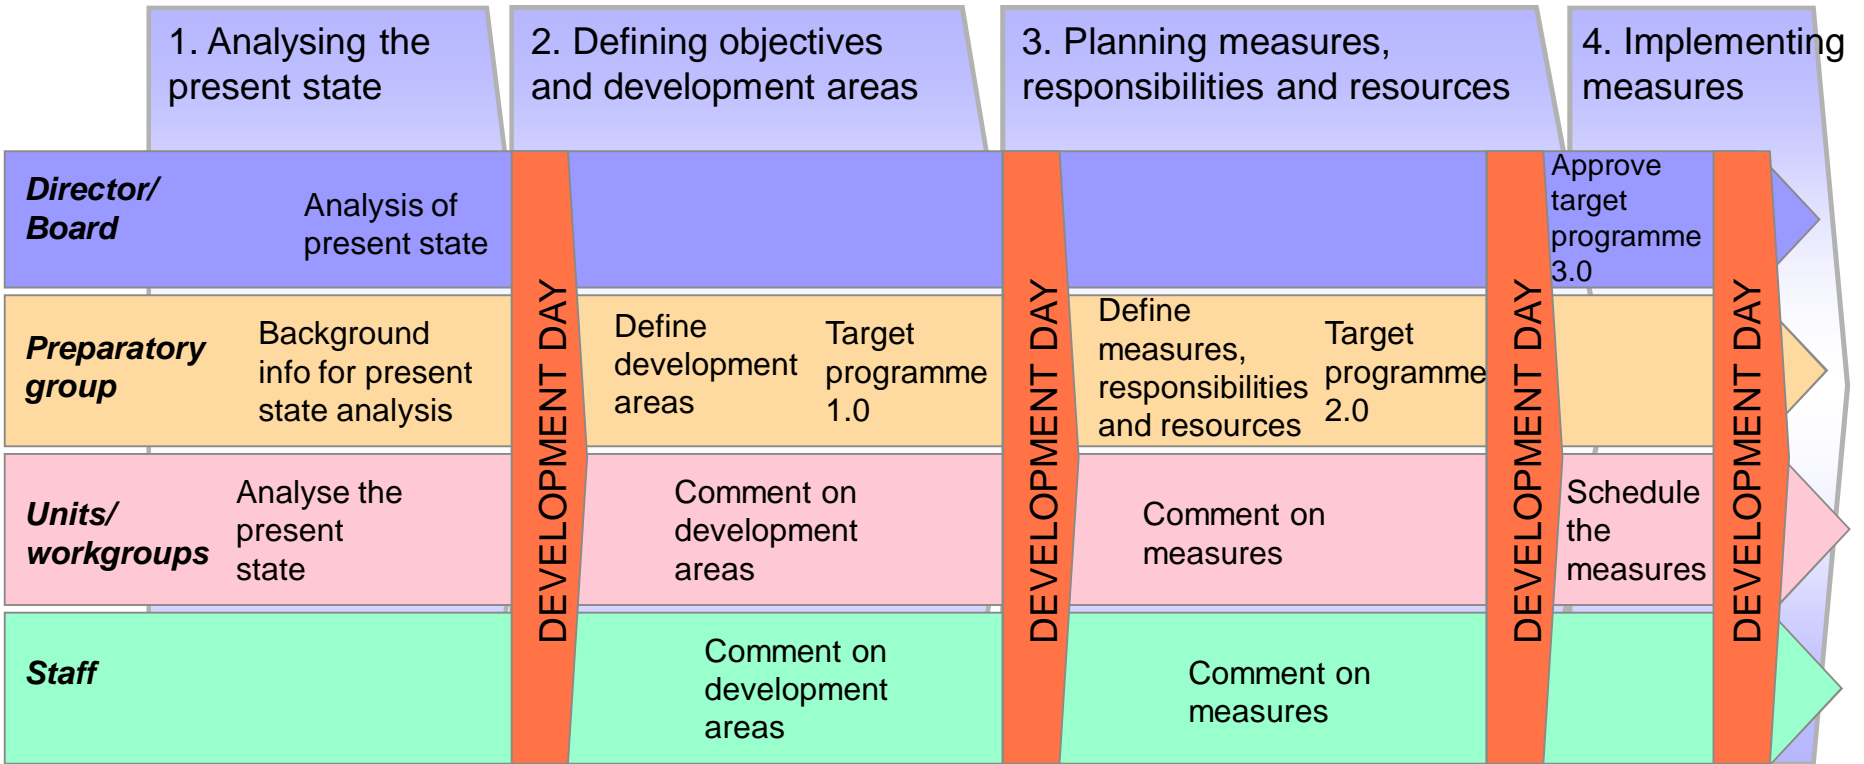 1. Analysing the
present state
2. Defining objectives
and development areas
3. Planning measures,
responsibilities and resources
4. Implementing
measures
Director/
Board
Analysis of
present state
Approve
target
programme
3.0
Preparatory
group
Background
info for present
state analysis
Define
development
areas
Target
programme
1.0
Define
measures,
responsibilities
and resources
Target
programme
2.0
Units/
workgroups
Analyse the
present
state
Comment on
development
areas
Comment on
measures
Schedule
the
measures
Staff
Comment on
development
areas
Comment on
measures
DEVELOPMENT DAY
DEVELOPMENT DAY
DEVELOPMENT DAY
DEVELOPMENT DAY